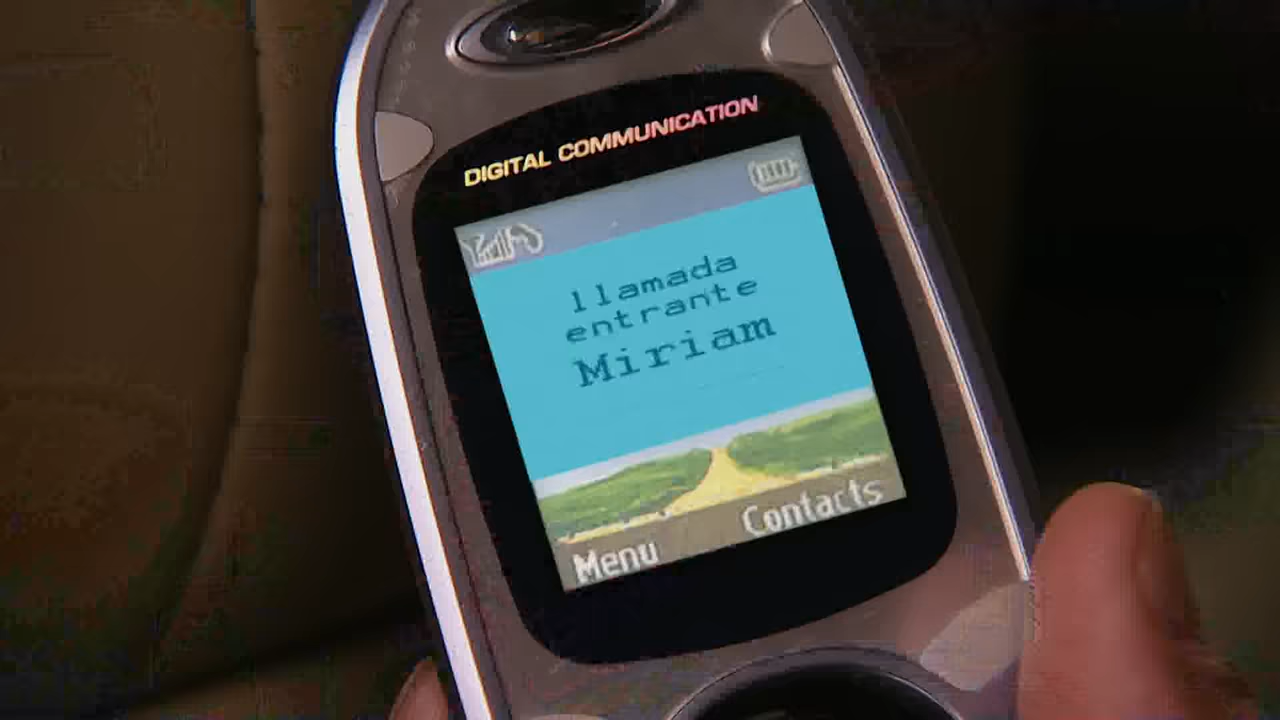 DIGITAL COMMUNICATION
llamada
entrante
Miriam
Menu
Contacts